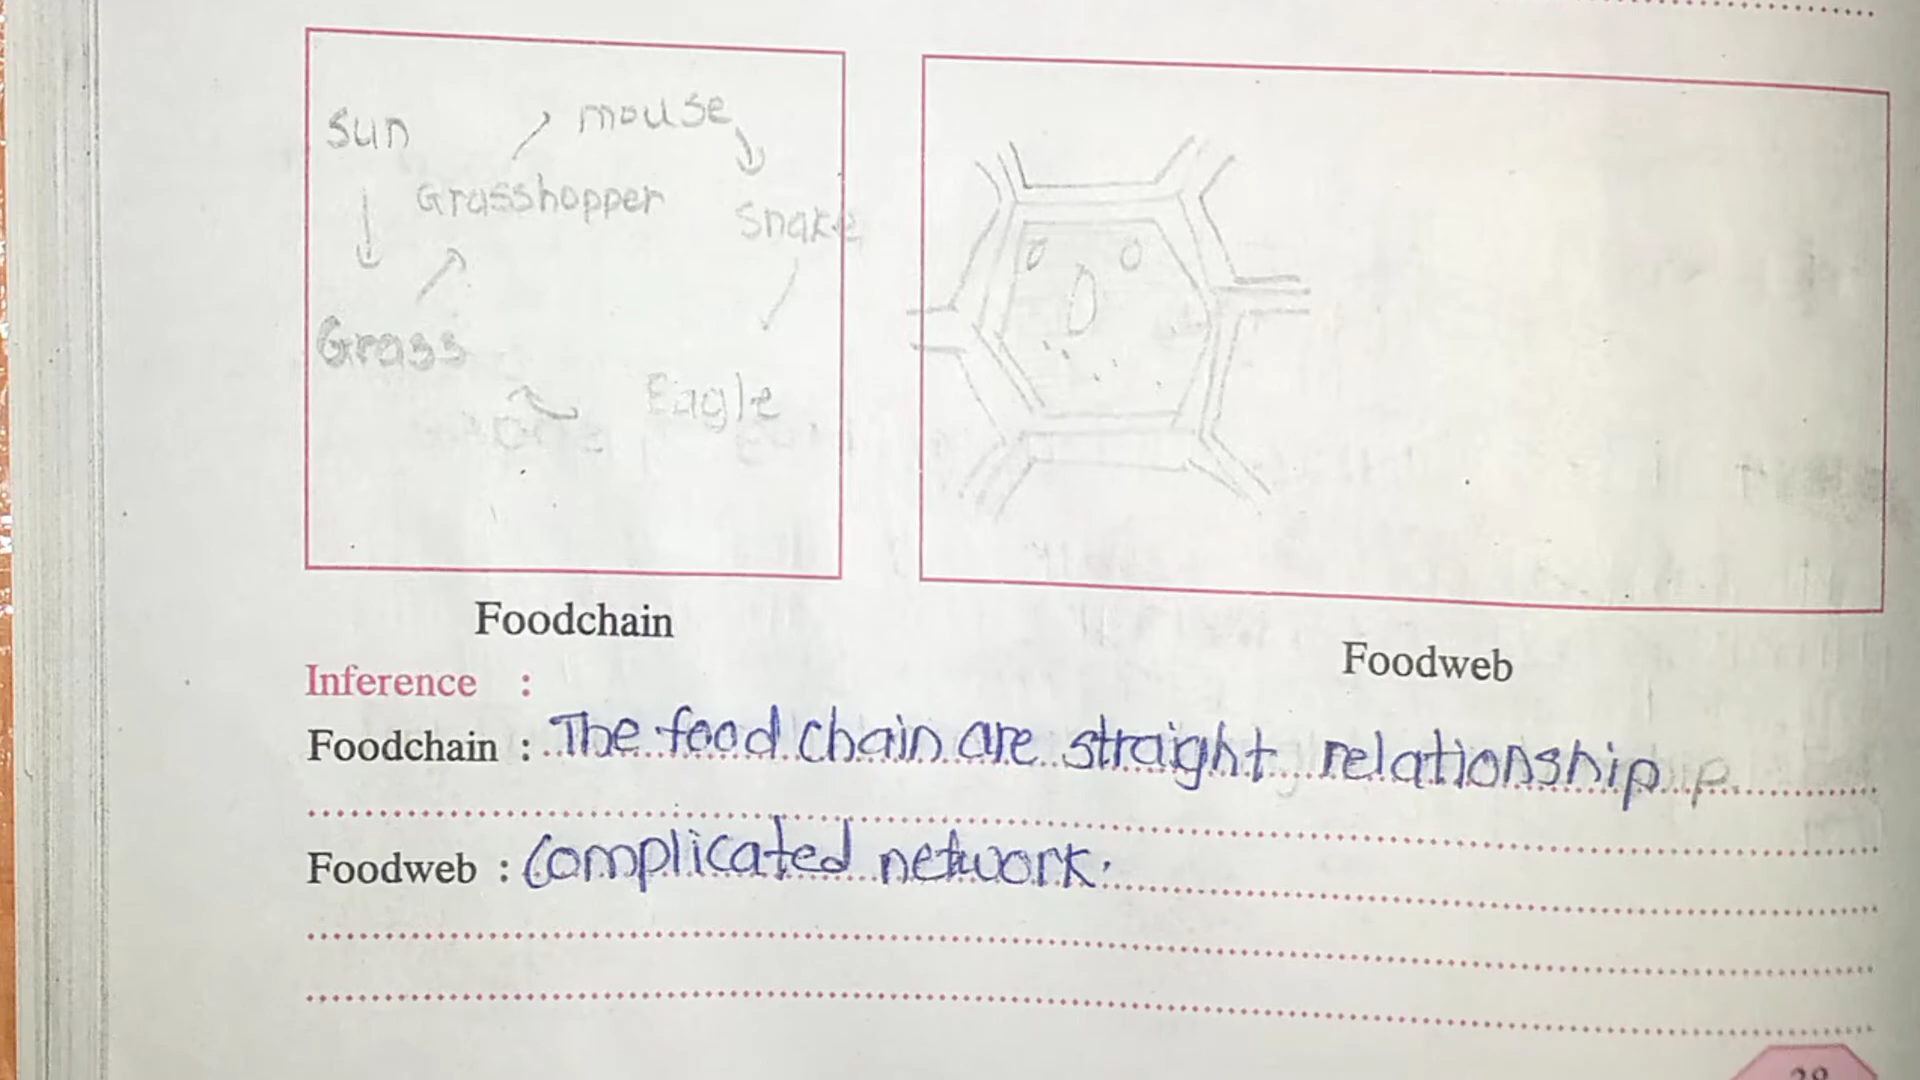 Sun
mouse
Grasshopper
Snake
Grass
Eagle
Foodchain
Foodweb
Inference :
Foodchain : The food chain are straight relationship
Foodweb : Complicated network.